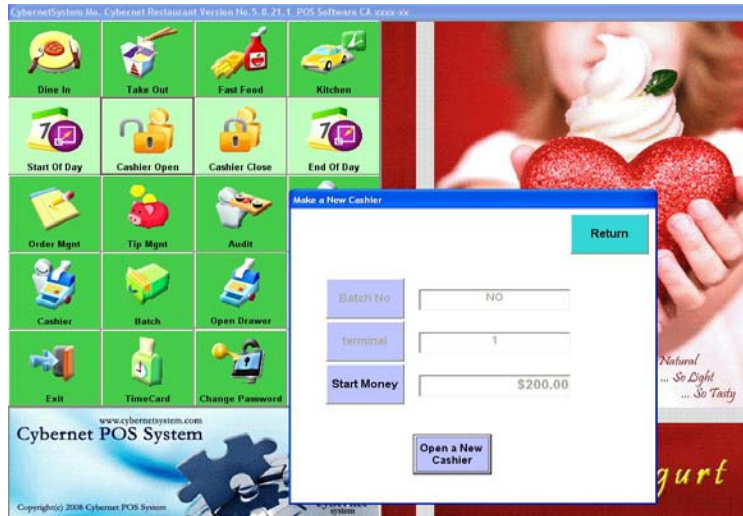 CybernetSystem Mo. Cybernet Restaurant Version No.5.8.21.1 POS Software CA xxxx-xx
Dine In
Take Out
Fast Food
Kitchen
Start Of Day
Cashier Open
Cashier Close
End Of Day
Order Mgnt
Tip Mgnt
Audit
Cashier
Batch
Open Drawer
Exit
TimeCard
Change Password
Make a New Cashier
Return
Batch No
NO
terminal
1
Start Money
$200.00
Open a New
Cashier
Natural
... So Light
... So Tasty
gurt
www.cybernetsystem.com
Cybernet POS System
Copyright(c) 2008 Cybernet POS System
system